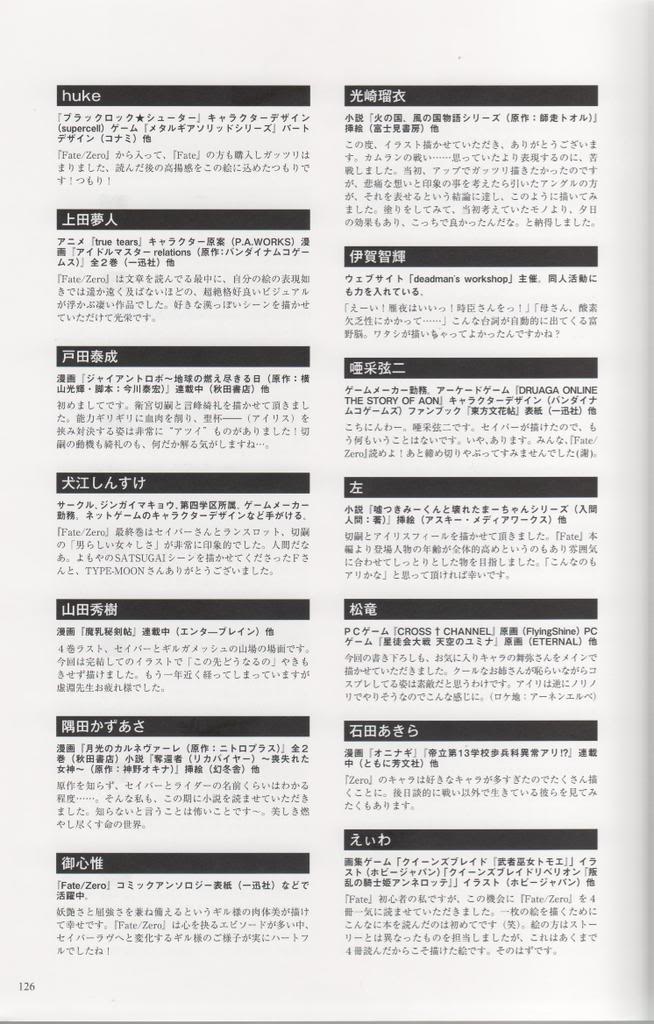 huke
『ブラックロック★シューター』キャラクターデザイン
(supercell) ゲーム『メタルギアソリッドシリーズ』パート
デザイン（コナミ）他
『Fate/Zero』から入って、『Fate』の方も購入しガッツリは
まりました、読んだ後の高揚感をこの絵に込めたつもりで
す！つもり！
上田夢人
アニメ『true tears』キャラクター原案（P.A.WORKS）漫
画『アイドルマスター relations（原作：バンダイナムコゲー
ムス）』全２巻（一迅社）他
『Fate/Zero』は文章を読んでる最中に、自分の絵の表現如
きでは遥か遠く及ばないほどの、超絶格好良いビジュアル
が浮かぶ凄い作品でした。好きな漢っぽいシーンを描かせ
ていただけて光栄です。
戸田泰成
漫画『ジャイアントロボ〜地球の燃え尽きる日（原作：横
山光輝・脚本：今川泰宏）』連載中（秋田書店）他
初めましてです。衛宮切嗣と言峰綺礼を描かせて頂きまし
た。能力ギリギリに血肉を削り、聖杯――（アイリス）を
挟み対決する姿は非常に“アツイ”ものがありました！切
嗣の動機も綺礼のも、何だか解る気がしますね…。
犬江しんすけ
サークル、ジンガイマキョウ、第四学区所属。ゲームメーカー
勤務。ネットゲームのキャラクターデザインなど手がける。
『Fate/Zero』最終巻はセイバーさんとランスロット、切嗣
の「男らしい女々しさ」が非常に印象的でした。人間だな
あ。よもやのSATSUGAIシーンを描かせてくださったFさ
んと、TYPE-MOONさんありがとうございました。
山田秀樹
漫画『魔乳秘剣帖』連載中（エンターブレイン）他
４巻ラスト、セイバーとギルガメッシュの山場の場面です。
今回は完結してのイラストで「この先どうなるの」やきも
きせず描けました。もう一年近く経ってしまっていますが
虚淵先生お疲れ様でした。
隅田かずあさ
漫画『月光のカルネヴァーレ（原作：ニトロプラス）』全２
巻（秋田書店）小説『奪還者（リカバイヤー）〜喪失した
女神〜（原作：神野オキナ）』挿絵（幻冬舎）他
原作を知らず、セイバーとライダーの名前くらいはわかる
程度……。そんな私も、この期に小説を読ませていただき
ました。知らないと言うことは怖いことです〜。美しき燃
やし尽くす命の世界。
御心惟
『Fate/Zero』コミックアンソロジー表紙（一迅社）などで
活躍中。
妖艶さと屈強さを兼ね備えるというギル様の肉体美が描け
て幸せです。『Fate/Zero』は心を抉るエピソードが多い中、
セイバーラヴへと変化するギル様のご様子が実にハートフ
ルでしたね！
光崎瑠衣
小説『火の国、風の国物語シリーズ（原作：師走トオル）』
挿絵（富士見書房）他
この度、イラスト描かせていただき、ありがとうございま
す。カムランの戦い……思っていたより表現するのに、苦
戦しました。当初、アップでガッツリ描きたかったのです
が、悲痛な想いと印象の事を考えたら引いたアングルの方
が、それを表せるという結論に達し、このように描いてみ
ました。塗りをしてみて、当初考えていたモノより、夕日
の効果もあり、こっちで良かったんだな。と納得しました。
伊賀智輝
ウェブサイト「deadman's workshop」主催。同人活動に
も力を入れている。
「えーい！雁夜はいいっ！時臣さんをっ！」「母さん、酸素
欠乏性にかかって……」こんな台詞が自動的に出てくる富
野脳。ワタシが描いちゃってよかったんですかね？
唖采弦二
ゲームメーカー勤務。アーケードゲーム『DRUAGA ONLINE
THE STORY OF AON』キャラクターデザイン（バンダイナ
ムコゲームズ）ファンブック『東方文花帖』表紙（一迅社）他
こちにんわー。唖采弦二です。セイバーが描けたので、も
う何もいうことはないです。いや、あります。みんな、『Fate/
Zero』読めよ！あと締め切りやぶってすみませんでした(謝)。
左
小説『嘘つきみーくんと壊れたまーちゃんシリーズ（入間
人間：著）』挿絵（アスキー・メディアワークス）他
切嗣とアイリスフィールを描かせて頂きました。『Fate』本
編より登場人物の年齢が全体的高めというのもあり雰囲気
に合わせてしっとりとした物を目指しました。「こんなのも
アリかな」と思って頂ければ幸いです。
松竜
ＰＣゲーム『CROSS†CHANNEL』原画（FlyingShine）PC
ゲーム『星徒会大戦 天空のユミナ』原画（ETERNAL）他
今回の書き下ろしも、お気に入りキャラの舞弥さんをメインで
描かせていただきました。クールなお姉さんが恥らいながらコ
スプレしてる姿は素敵だと思うわけです。アイリは逆にノリノ
リでやりそうなのでこんな感じに。（ロケ地：アーネンエルベ）
石田あきら
漫画『オニナギ』『帝立第13学校歩兵科異常アリ!?』連載
中（ともに芳文社）他
『Zero』のキャラは好きなキャラが多すぎたのでたくさん描
くことに。後日談的に戦い以外で生きている彼らを見てみ
たくもあります。
えぃわ
画集ゲーム「クイーンズブレイド『武者巫女トモエ』」イラ
スト（ホビージャパン）「クイーンズブレイドリベリオン『叛
乱の騎士姫アンネロッテ』」イラスト（ホビージャパン）他
『Fate』初心者の私ですが、この機会に『Fate/Zero』を４
冊一気に読ませていただきました。一枚の絵を描くために
こんなに本を読んだのは初めてです（笑）。絵の方はストー
リーとは異なったものを担当しましたが、これはあくまで
４冊読んだからこそ描けた絵です。そのはずです。
126